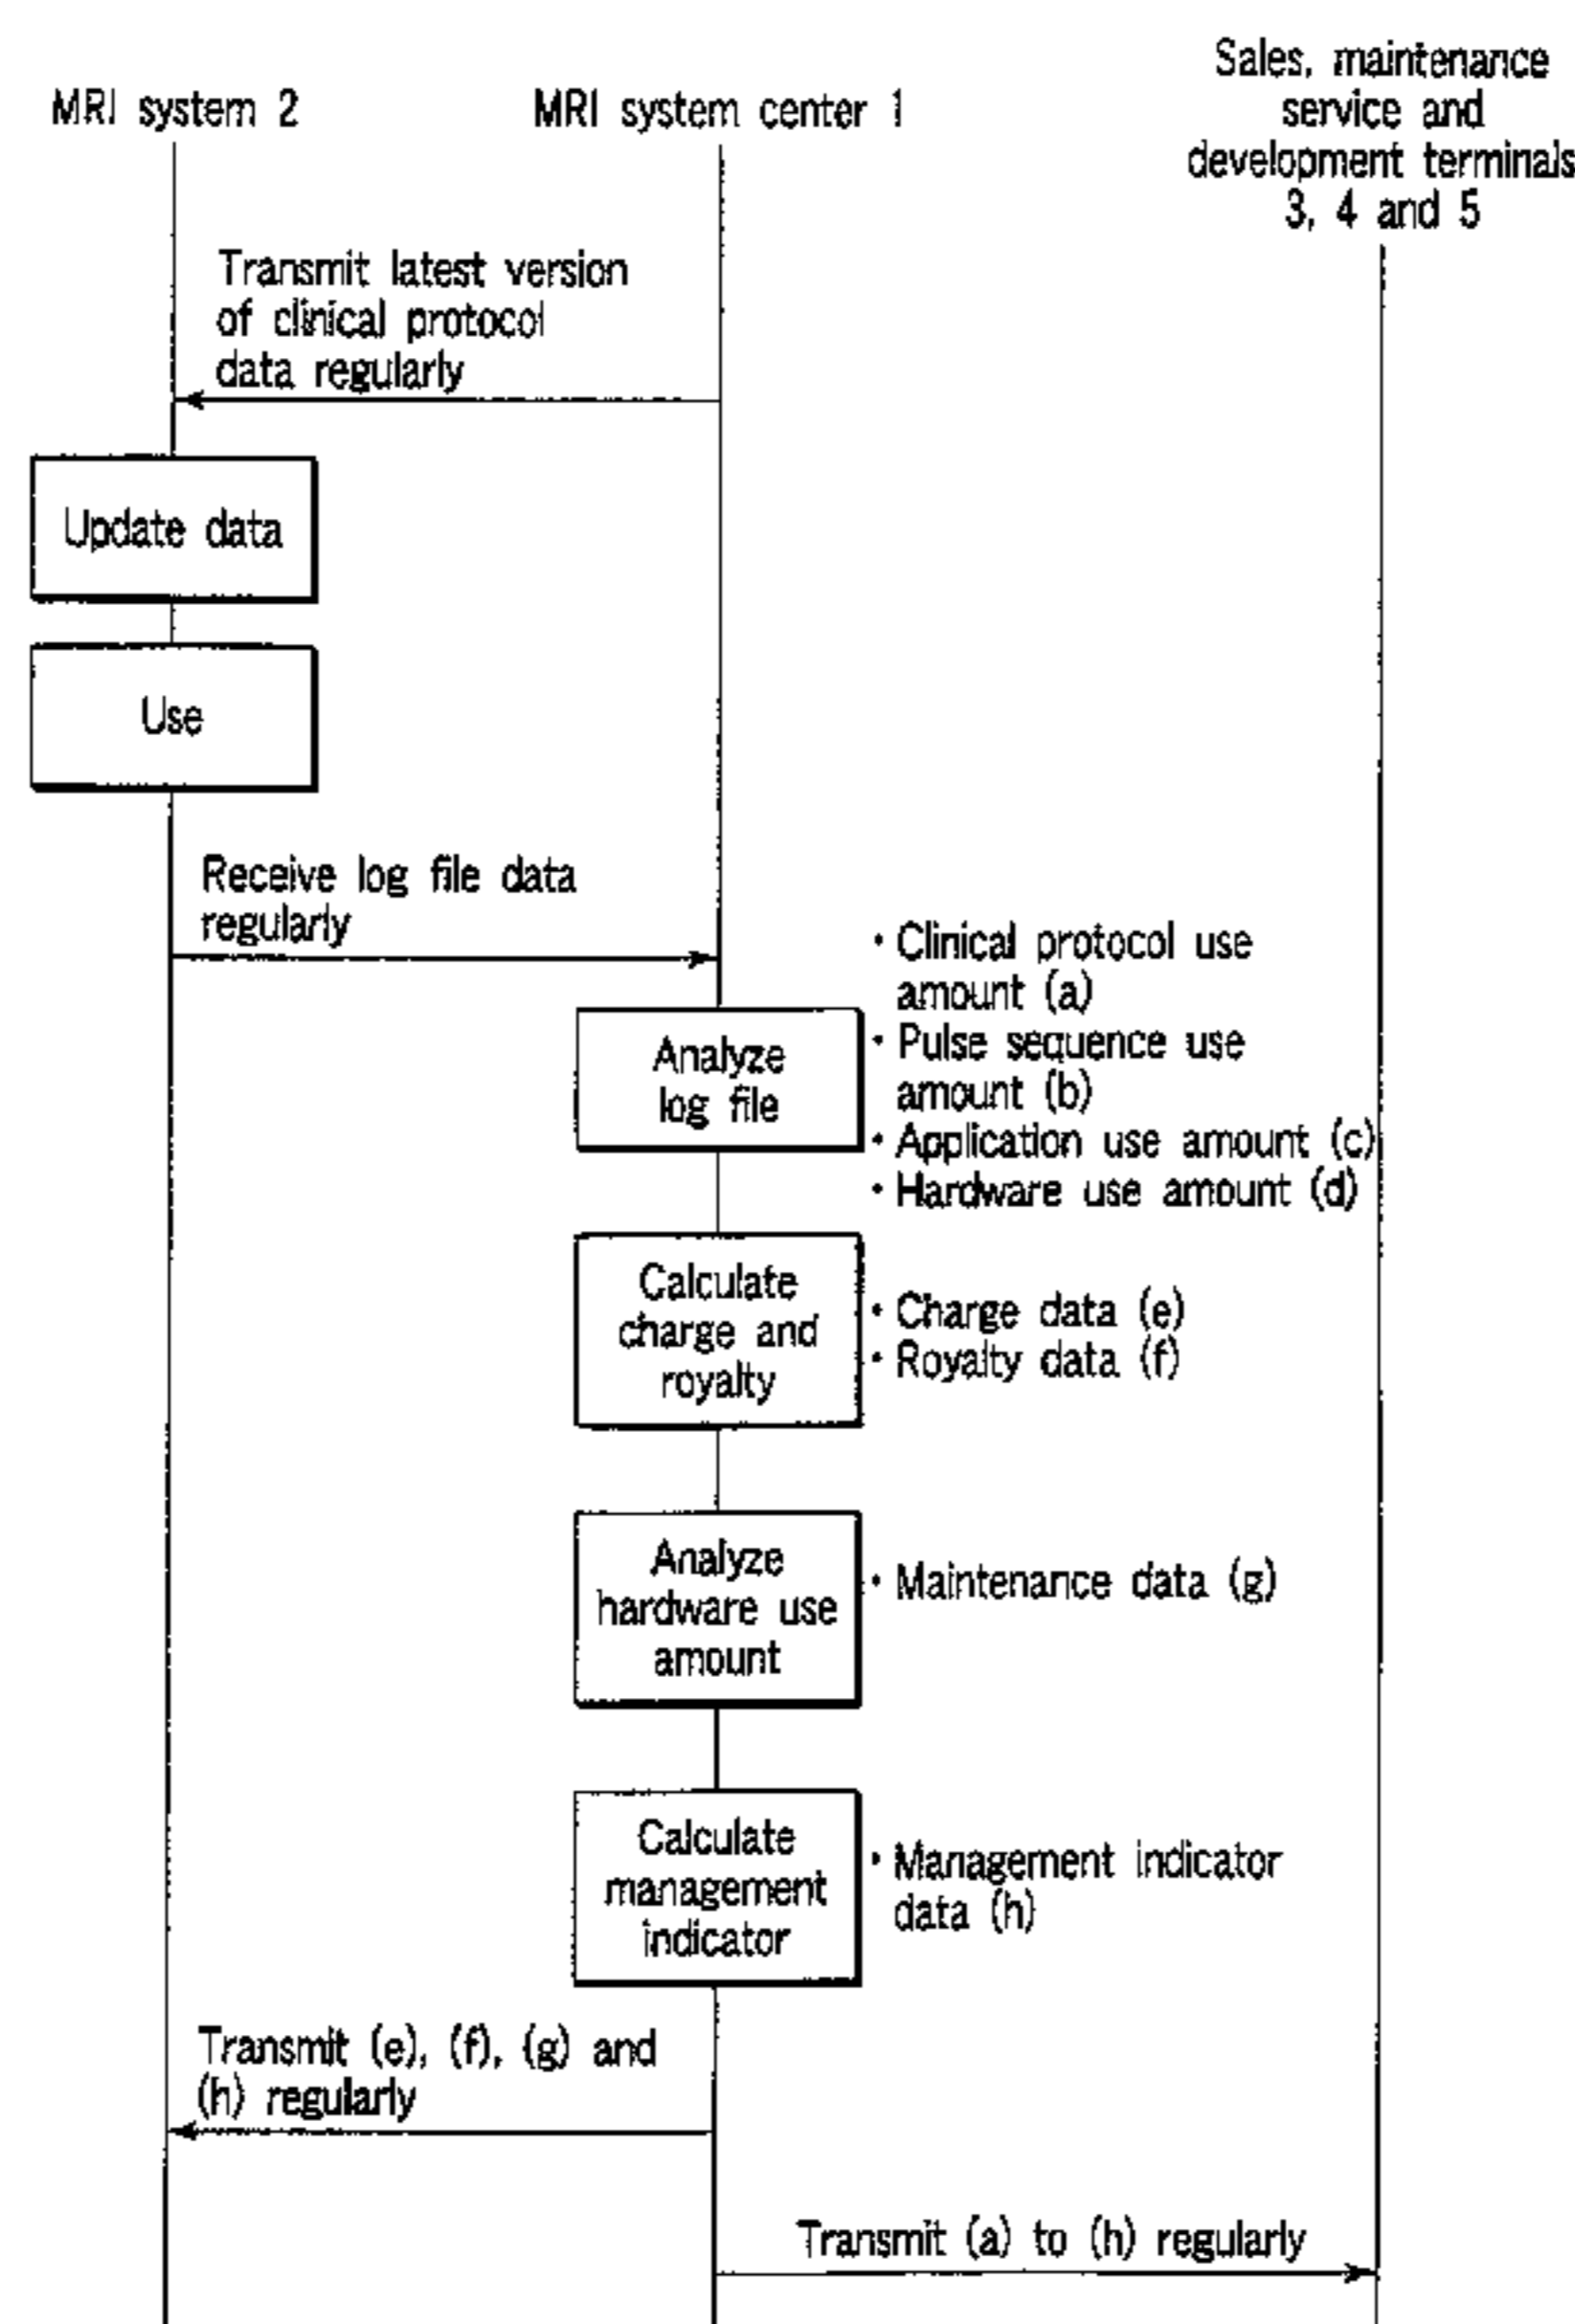 MRI system 2
MRI system center 1
Sales, maintenance
service and
development terminals
3, 4 and 5
Transmit latest version
of clinical protocol
data regularly
Update data
Use
Receive log file data
regularly
Analyze
log file
• Clinical protocol use
amount (a)
• Pulse sequence use
amount (b)
• Application use amount (c)
• Hardware use amount (d)
Calculate
charge and
royalty
• Charge data (e)
• Royalty data (f)
Analyze
hardware use
amount
• Maintenance data (g)
Calculate
management
indicator
• Management indicator
data (h)
Transmit (e), (f), (g) and
(h) regularly
Transmit (a) to (h) regularly